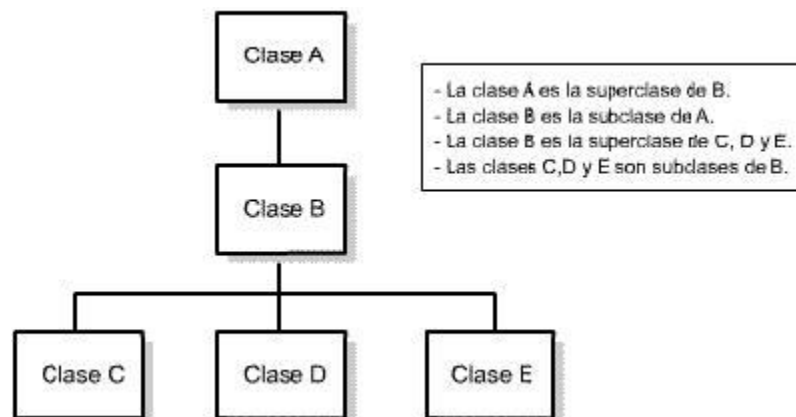 Clase A
- La clase A es la superclase de B.
- La clase B es la subclase de A.
- La clase B es la superclase de C, D y E.
- Las clases C,D y E son subclases de B.
Clase B
Clase C
Clase D
Clase E